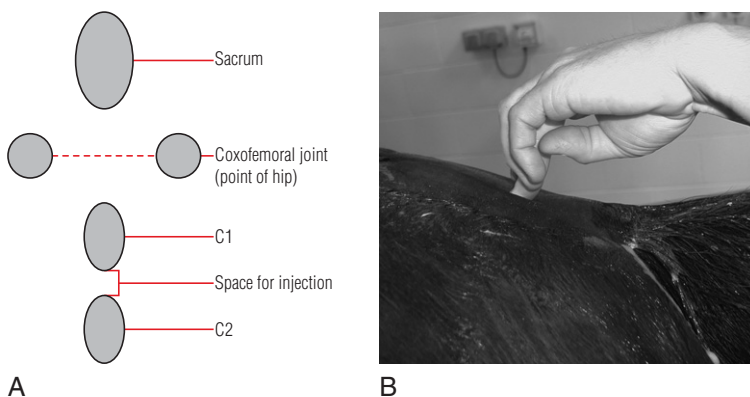 Sacrum
Coxofemoral joint
(point of hip)
C1
Space for injection
C2
A
B